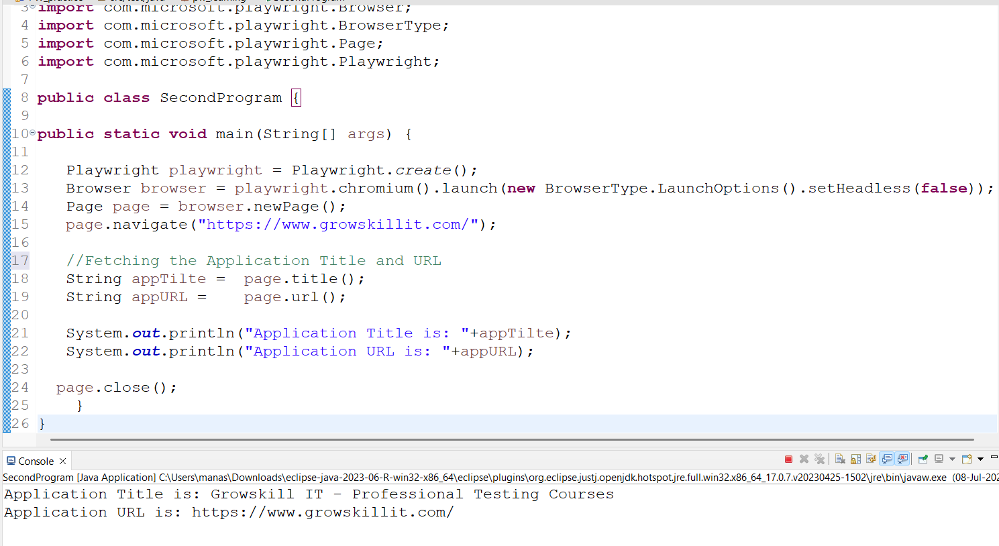 3 import com.microsoft.playwright.Browser;
4 import com.microsoft.playwright.BrowserType;
5 import com.microsoft.playwright.Page;
6 import com.microsoft.playwright.Playwright;
7
8 public class SecondProgram {
9
10 public static void main(String[] args) {
11
12 Playwright playwright = Playwright.create();
13 Browser browser = playwright.chromium().launch(new BrowserType.LaunchOptions().setHeadless(false));
14 Page page = browser.newPage();
15 page.navigate("https://www.growskillit.com/");
16
17 //Fetching the Application Title and URL
18 String appTilte = page.title();
19 String appURL = page.url();
20
21 System.out.println("Application Title is: "+appTilte);
22 System.out.println("Application URL is: "+appURL);
23
24 page.close();
25 }
26 }
Console
SecondProgram [Java Application] C:\Users\manas\Downloads\eclipse-java-2023-06-R-win32-x86_64\eclipse\plugins\org.eclipse.justj.openjdk.hotspot.jre.full.win32.x86_64_17.0.7.v20230425-1502\jre\bin\javaw.exe (08-Jul-202
Application Title is: Growskill IT - Professional Testing Courses
Application URL is: https://www.growskillit.com/